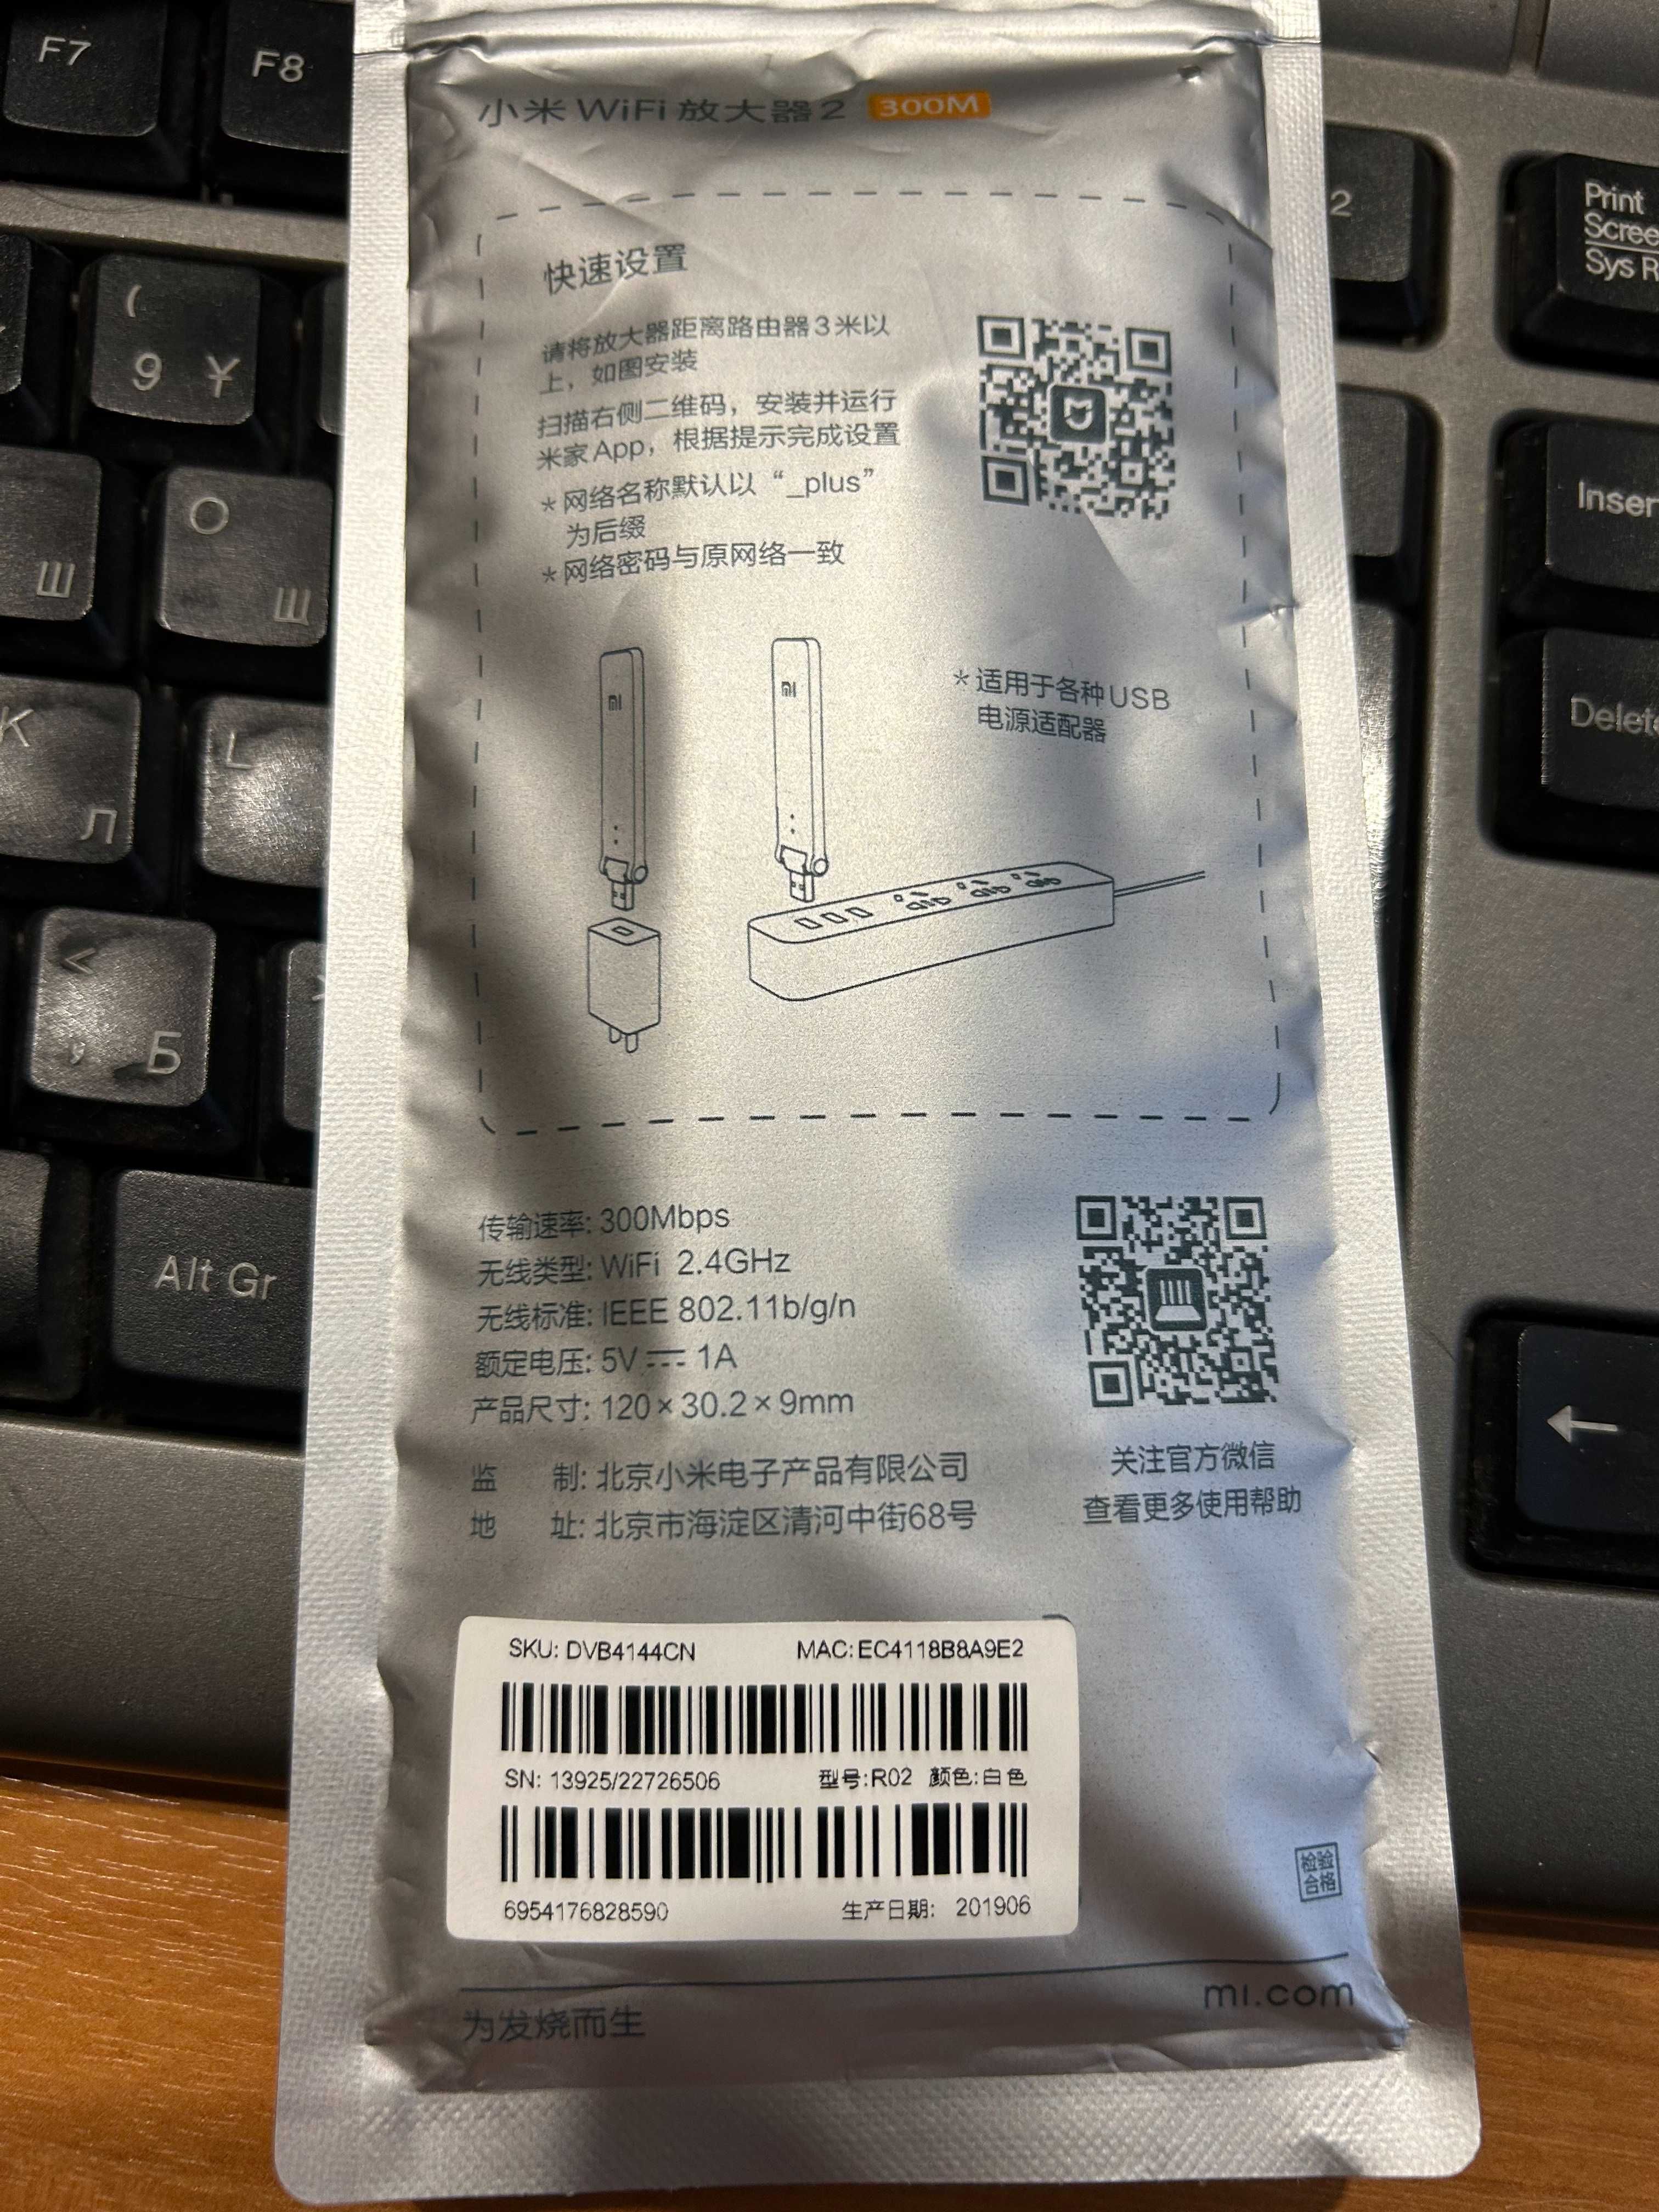 小米 WiFi 放大器2 300M
快速设置
请将放大器距离路由器3米以
上，如图安装
扫描右侧二维码，安装并运行
米家App，根据提示完成设置
*网络名称默认以“_plus”
为后缀
*网络密码与原网络一致
*适用于各种USB
电源适配器
传输速率: 300Mbps
无线类型: WiFi 2.4GHz
无线标准: IEEE 802.11b/g/n
额定电压: 5V⎓1A
产品尺寸: 120×30.2×9mm
监 制: 北京小米电子产品有限公司
地 址: 北京市海淀区清河中街68号
关注官方微信
查看更多使用帮助
SKU: DVB4144CN MAC:EC4118B8A9E2
SN: 13925/22726506 型号:R02 颜色:白色
6954176828590 生产日期: 201906
检验
合格
为发烧而生
mi.com
F7
F8
2
Print
Scree
Sys R
(
9 ¥
O
Ш
Щ
Inser
K
Л
L
Delet
<
, Б
Alt Gr
←